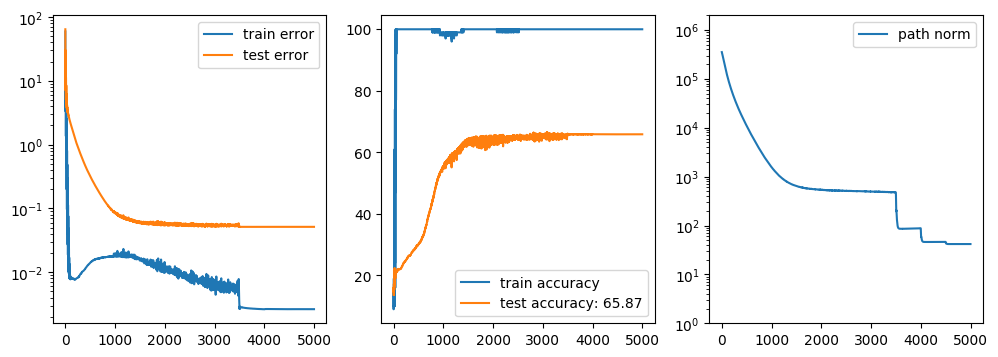 10²
10¹
10⁰
10⁻¹
10⁻²
0 1000 2000 3000 4000 5000
train error
test error
100
80
60
40
20
0 1000 2000 3000 4000 5000
train accuracy
test accuracy: 65.87
10⁶
10⁵
10⁴
10³
10²
10¹
10⁰
0 1000 2000 3000 4000 5000
path norm